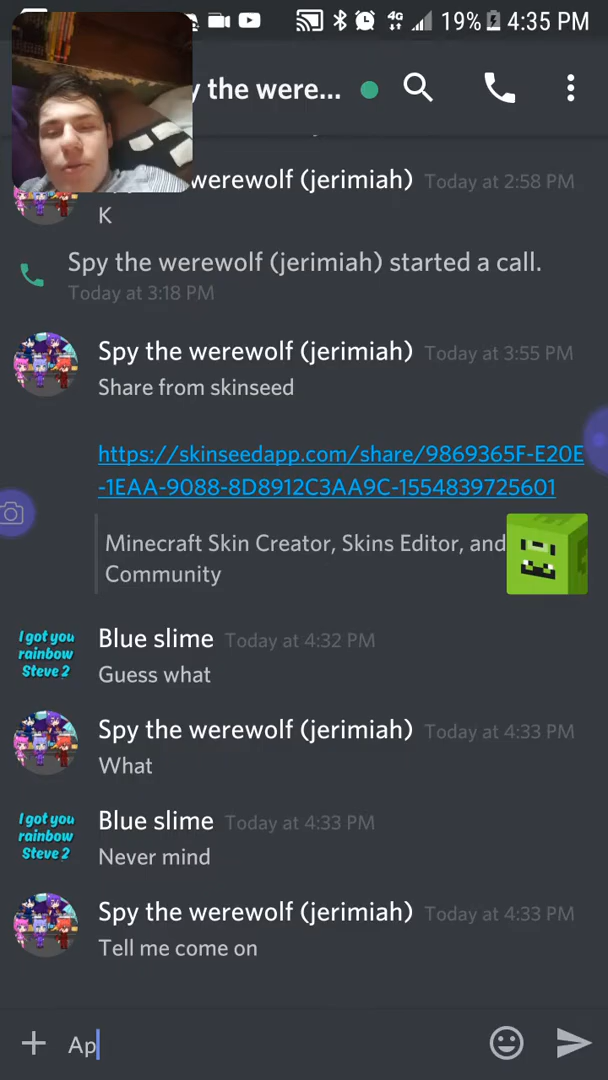 4G 19% 4:35 PM
y the were...
werewolf (jerimiah) Today at 2:58 PM
K
Spy the werewolf (jerimiah) started a call.
Today at 3:18 PM
Spy the werewolf (jerimiah) Today at 3:55 PM
Share from skinseed
https://skinseedapp.com/share/9869365F-E20E
-1EAA-9088-8D8912C3AA9C-1554839725601
Minecraft Skin Creator, Skins Editor, and
Community
I got you
rainbow
Steve 2
Blue slime Today at 4:32 PM
Guess what
Spy the werewolf (jerimiah) Today at 4:33 PM
What
I got you
rainbow
Steve 2
Blue slime Today at 4:33 PM
Never mind
Spy the werewolf (jerimiah) Today at 4:33 PM
Tell me come on
Ap